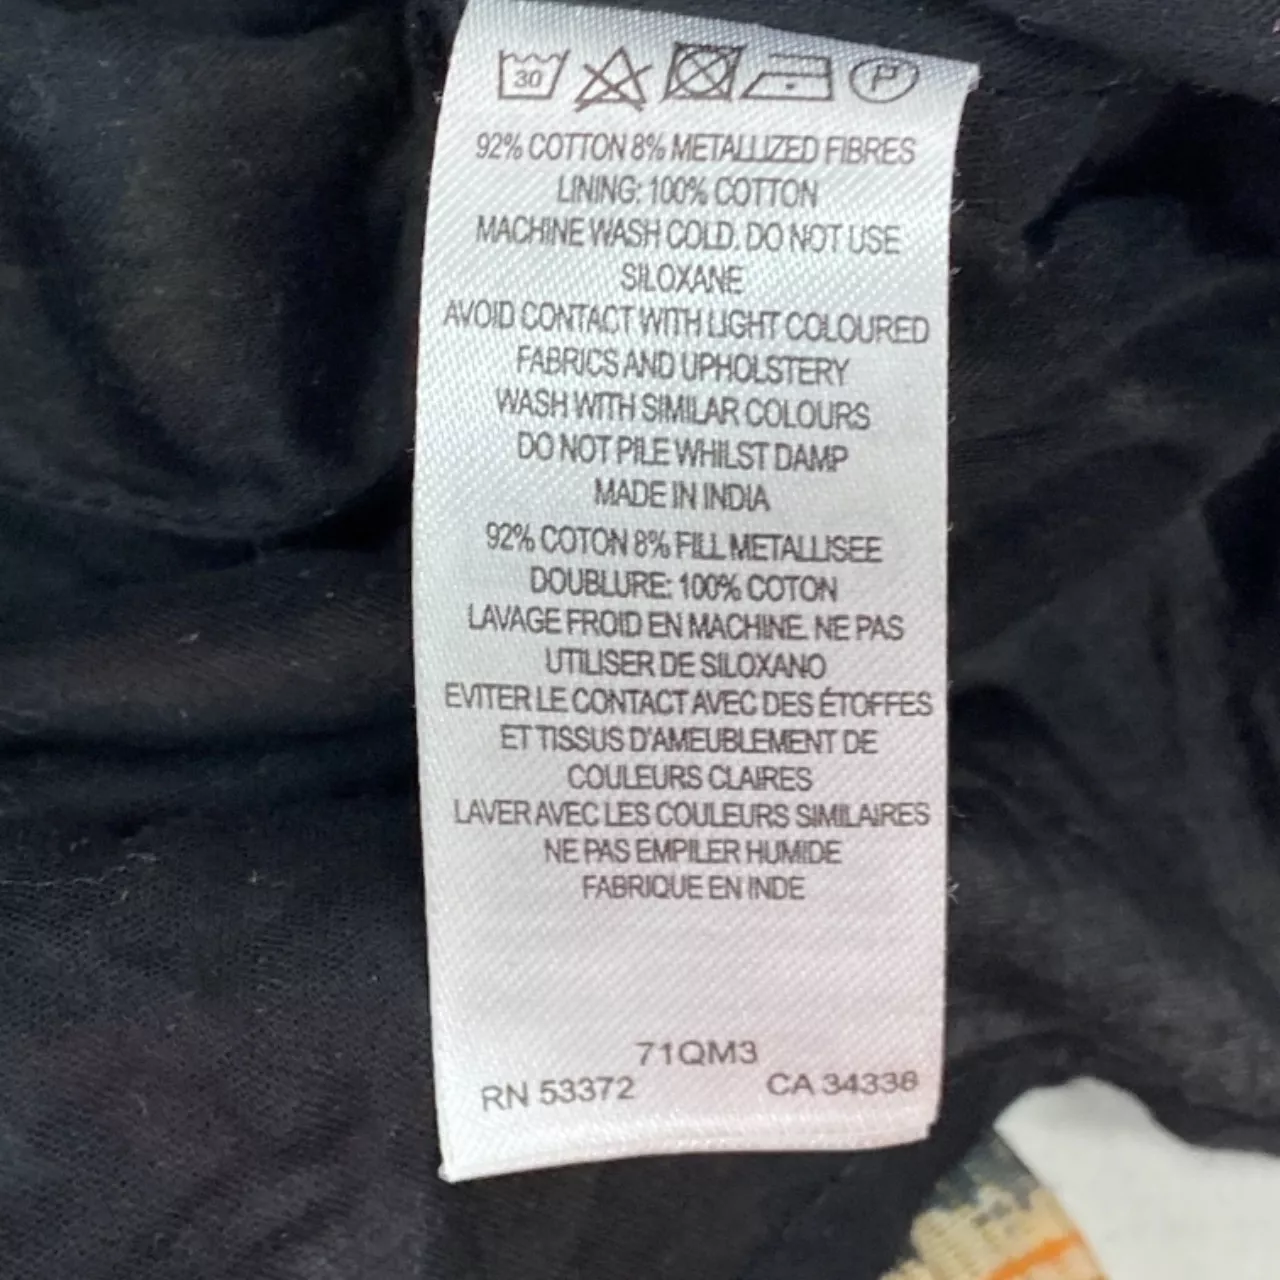 30 P
92% COTTON 8% METALLIZED FIBRES
LINING: 100% COTTON
MACHINE WASH COLD. DO NOT USE
SILOXANE
AVOID CONTACT WITH LIGHT COLOURED
FABRICS AND UPHOLSTERY
WASH WITH SIMILAR COLOURS
DO NOT PILE WHILST DAMP
MADE IN INDIA
92% COTON 8% FILL METALLISEE
DOUBLURE: 100% COTON
LAVAGE FROID EN MACHINE. NE PAS
UTILISER DE SILOXANO
EVITER LE CONTACT AVEC DES ÉTOFFES
ET TISSUS D'AMEUBLEMENT DE
COULEURS CLAIRES
LAVER AVEC LES COULEURS SIMILAIRES
NE PAS EMPILER HUMIDE
FABRIQUE EN INDE
71QM3
RN 53372 CA 34338